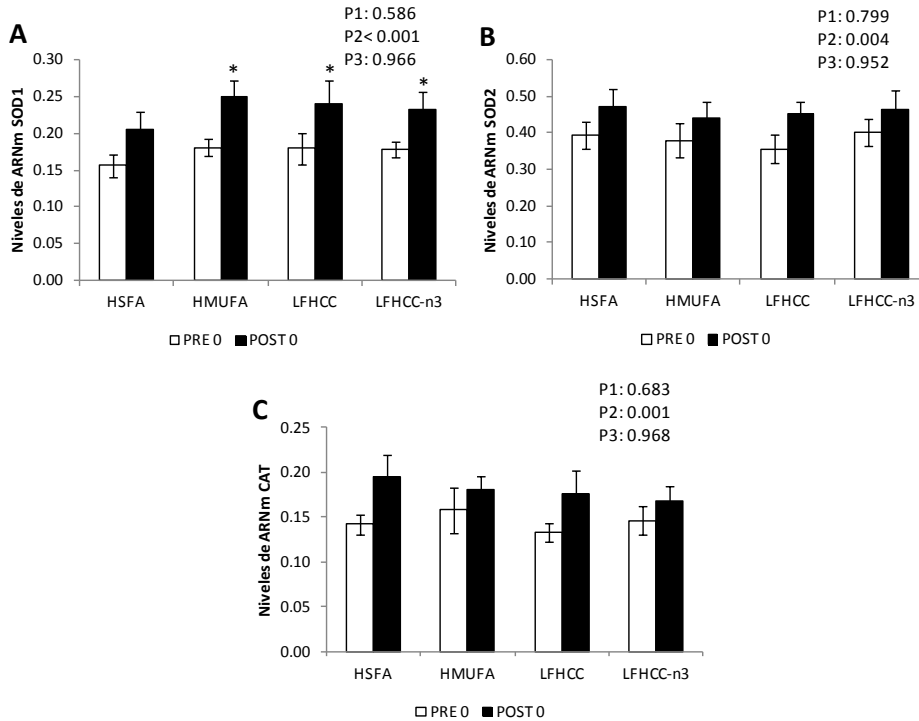 A
P1: 0.586
P2< 0.001
P3: 0.966
Niveles de ARNm SOD1
0.30
0.25
0.20
0.15
0.10
0.05
0.00
* * *
HSFA HMUFA LFHCC LFHCC-n3
PRE 0 POST 0
B
P1: 0.799
P2: 0.004
P3: 0.952
Niveles de ARNm SOD2
0.60
0.50
0.40
0.30
0.20
0.10
0.00
HSFA HMUFA LFHCC LFHCC-n3
PRE 0 POST 0
C
P1: 0.683
P2: 0.001
P3: 0.968
Niveles de ARNm CAT
0.25
0.20
0.15
0.10
0.05
0.00
HSFA HMUFA LFHCC LFHCC-n3
PRE 0 POST 0